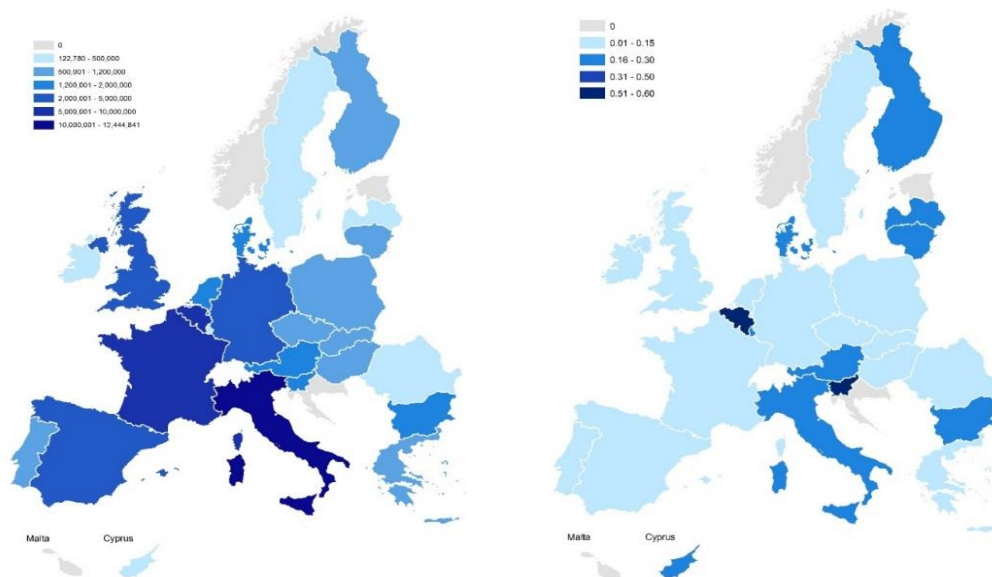 0
122,780 - 500,000
500,001 - 1,200,000
1,200,001 - 2,000,000
2,000,001 - 5,000,000
5,000,001 - 10,000,000
10,000,001 - 12,444,841
Malta Cyprus
0
0.01 - 0.15
0.16 - 0.30
0.31 - 0.50
0.51 - 0.60
Malta Cyprus